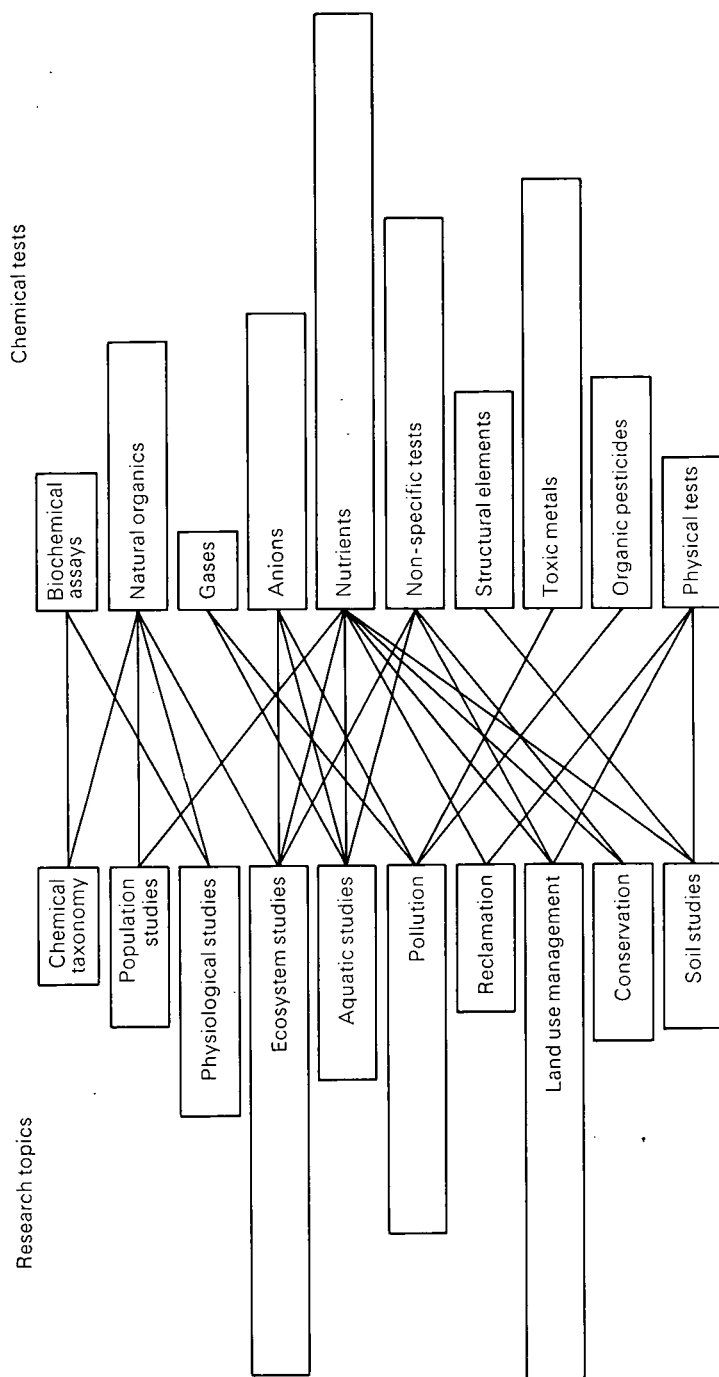 Chemical tests
Biochemical
assays
Natural organics
Gases
Anions
Nutrients
Non-specific tests
Structural elements
Toxic metals
Organic pesticides
Physical tests
Research topics
Chemical
taxonomy
Population
studies
Physiological studies
Ecosystem studies
Aquatic studies
Pollution
Reclamation
Land use management
Conservation
Soil studies